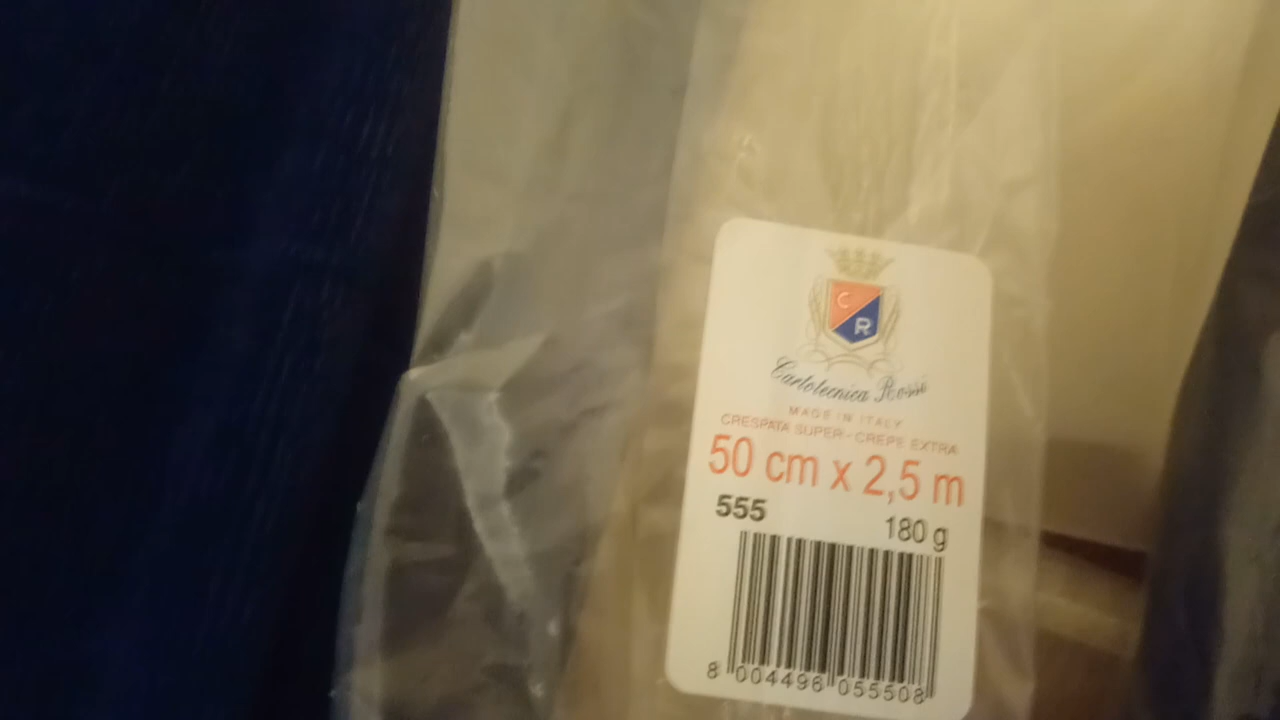 C
R
Cartotecnica Rossi
MADE IN ITALY
CRESPATA SUPER-CREPE EXTRA
50 cm x 2,5 m
555 180 g
8 004496 055508